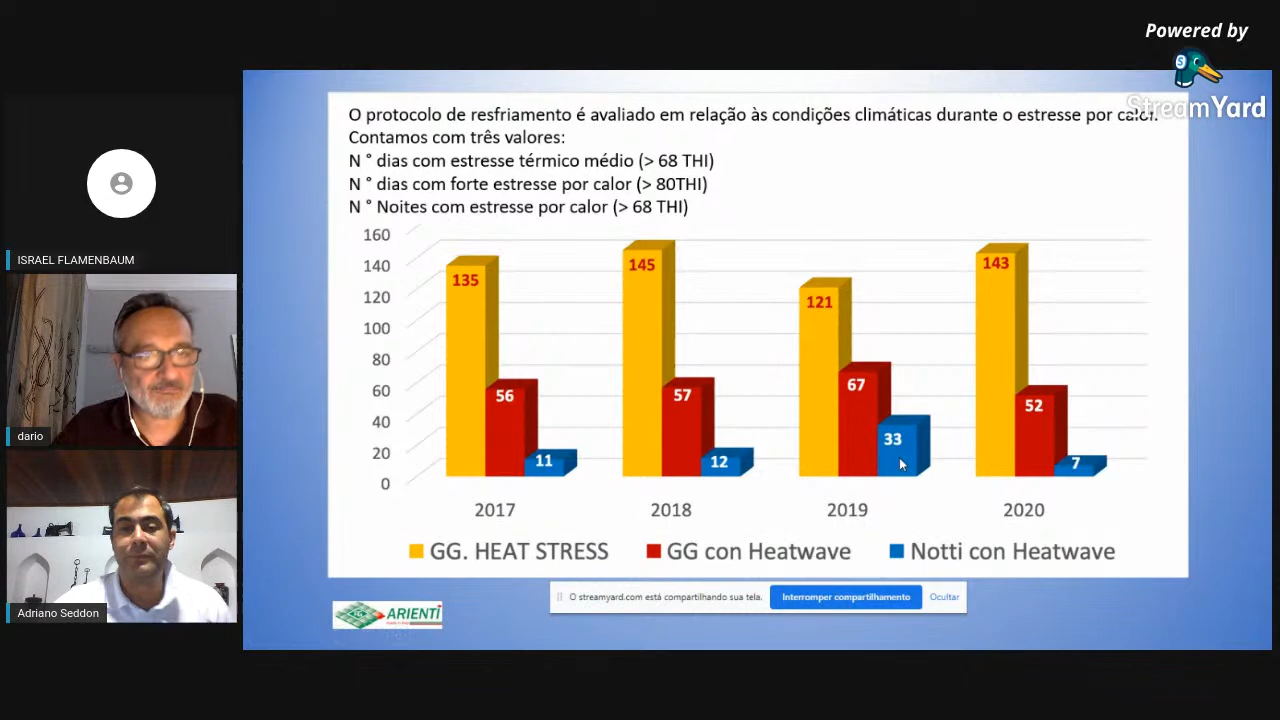 Powered by
StreamYard
O protocolo de resfriamento é avaliado em relação às condições climáticas durante o estresse por calor.
Contamos com três valores:
N ° dias com estresse térmico médio (> 68 THI)
N ° dias com forte estresse por calor (> 80THI)
N ° Noites com estresse por calor (> 68 THI)
160
140
120
100
80
60
40
20
0
135
56
11
145
57
12
121
67
33
143
52
7
2017
2018
2019
2020
GG. HEAT STRESS
GG con Heatwave
Notti con Heatwave
O streamyard.com está compartilhando sua tela.
Interromper compartilhamento
Ocultar
ARIENTI
ISRAEL FLAMENBAUM
dario
Adriano Seddon